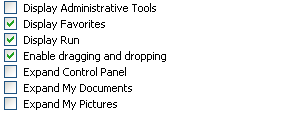 Display Administrative Tools
Display Favorites
Display Run
Enable dragging and dropping
Expand Control Panel
Expand My Documents
Expand My Pictures